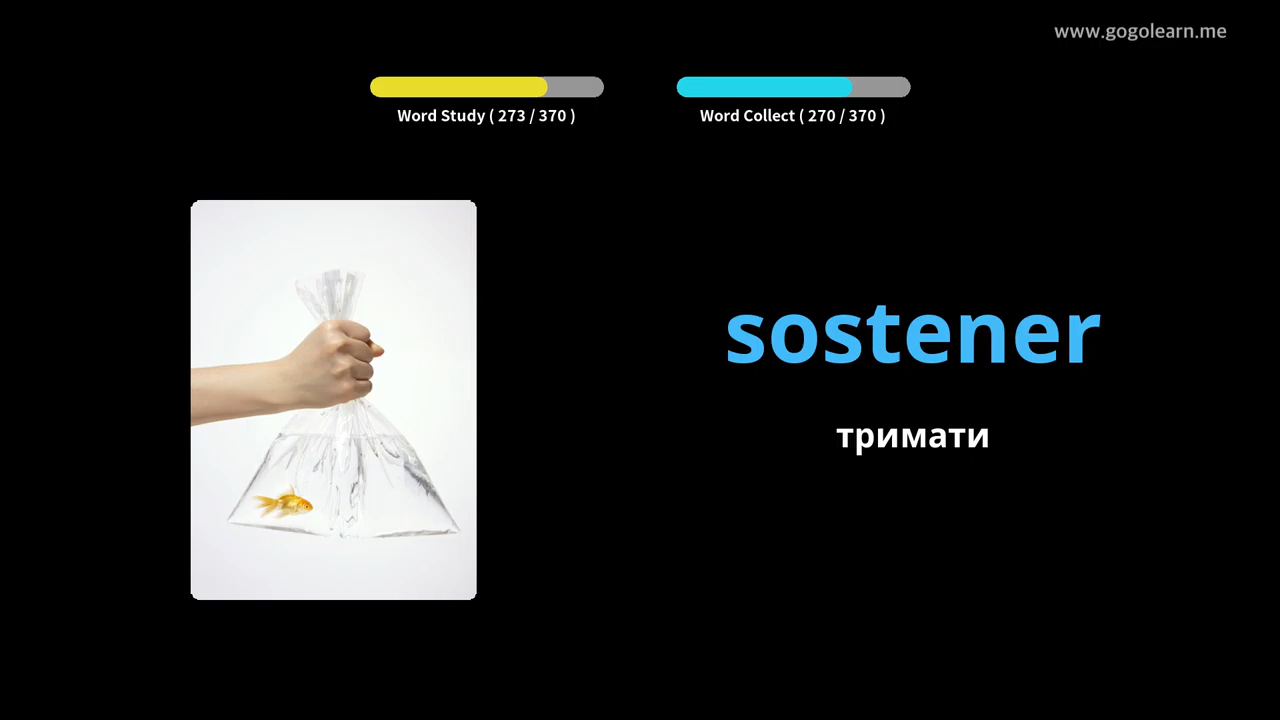 www.gogolearn.me
Word Study ( 273 / 370 )
Word Collect ( 270 / 370 )
sostener
тримати